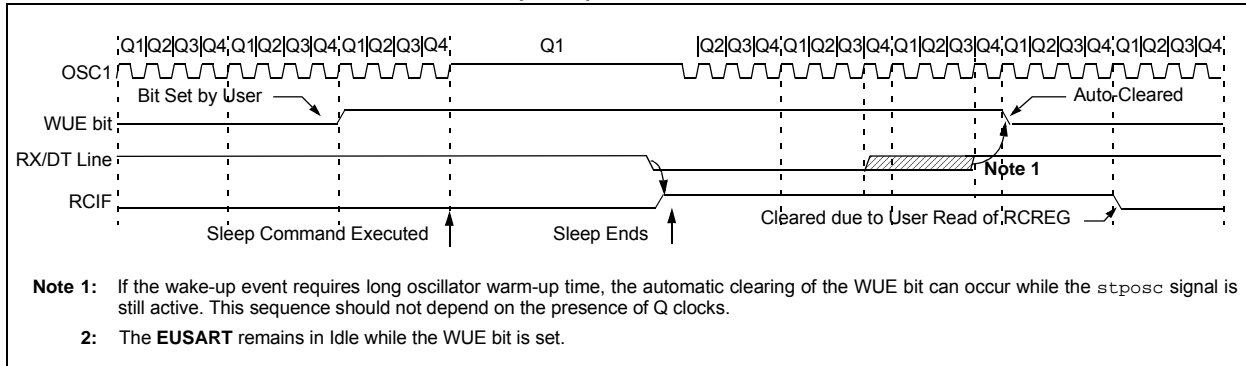 Q1|Q2|Q3|Q4 Q1|Q2|Q3|Q4 Q1|Q2|Q3|Q4 Q1 |Q2|Q3|Q4 Q1|Q2|Q3|Q4 Q1|Q2|Q3|Q4 Q1|Q2|Q3|Q4 Q1|Q2|Q3|Q4
OSC1
Bit Set by User
Auto-Cleared
WUE bit
RX/DT Line
Note 1
RCIF
Cleared due to User Read of RCREG
Sleep Command Executed
Sleep Ends
Note 1: If the wake-up event requires long oscillator warm-up time, the automatic clearing of the WUE bit can occur while the stposc signal is
still active. This sequence should not depend on the presence of Q clocks.
2: The EUSART remains in Idle while the WUE bit is set.